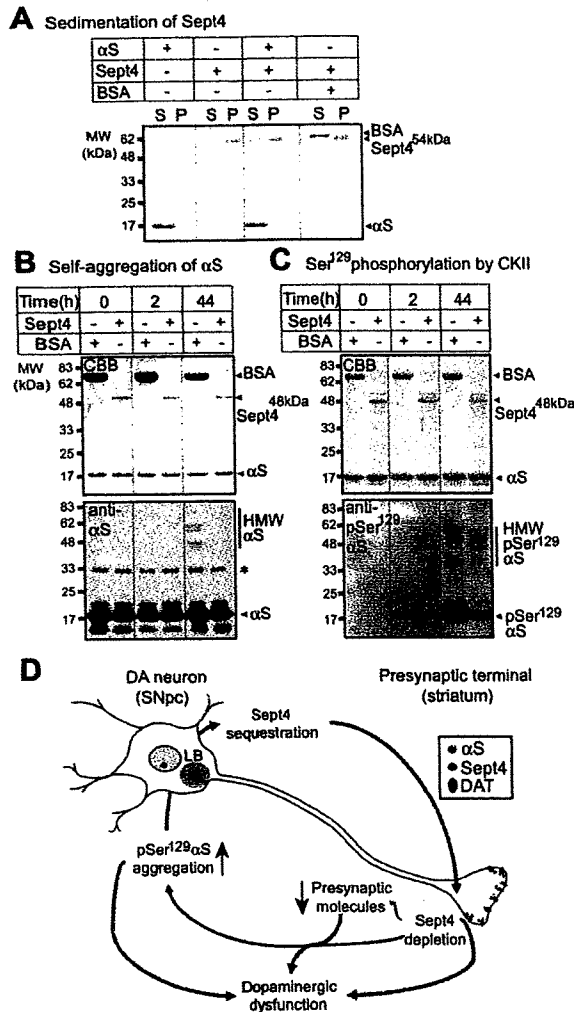 A Sedimentation of Sept4
αS + - + -
Sept4 - + + +
BSA - - - +
S P S P S P S P
MW
(kDa)
62
48
33
25
17
BSA
Sept4 54kDa
αS
B Self-aggregation of αS
Time(h) 0 2 44
Sept4 - + - + - +
BSA + - + - + -
MW
(kDa)
83
62
48
33
25
17
CBB
BSA
48kDa
Sept4
αS
83
62
48
33
25
17
anti-
αS
HMW
αS
*
αS
C Ser129 phosphorylation by CKII
Time(h) 0 2 44
Sept4 - + - + - +
BSA + - + - + -
83
62
48
33
25
17
CBB
BSA
Sept4 48kDa
αS
83
62
48
33
25
17
anti-
pSer129
αS
HMW
pSer129
αS
pSer129
αS
D
DA neuron
(SNpc)
Presynaptic terminal
(striatum)
Sept4
sequestration
LB
αS
Sept4
DAT
pSer129αS
aggregation
Presynaptic
molecules
Sept4
depletion
Dopaminergic
dysfunction